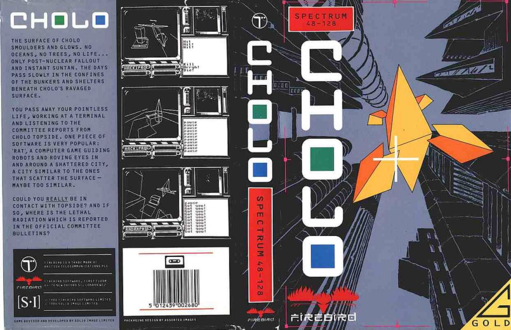 CHOLO
THE SURFACE OF CHOLO
SMOULDERS AND GLOWS. NO
OCEANS, NO TREES, NO LIFE...
ONLY POST-NUCLEAR FALLOUT
AND INSTANT SUNTAN. THE DAYS
PASS SLOWLY IN THE CONFINES
OF THE BUNKERS AND SHELTERS
BENEATH CHOLO'S RAVAGED
SURFACE.
YOU PASS AWAY YOUR POINTLESS
LIFE, WORKING AT A TERMINAL
AND LISTENING TO THE
COMMITTEE REPORTS FROM
CHOLO TOPSIDE. ONE PIECE OF
SOFTWARE IS VERY POPULAR:
'RAT', A COMPUTER GAME GUIDING
ROBOTS AND ROVING EYES IN
AND AROUND A SHATTERED CITY,
A CITY SIMILAR TO THE ONES
THAT SCATTER THE SURFACE -
MAYBE TOO SIMILAR.
COULD YOU REALLY BE IN
CONTACT WITH TOPSIDE? AND IF
SO, WHERE IS THE LETHAL
RADIATION WHICH IS REPORTED
IN THE OFFICIAL COMMITTEE
BULLETINS?
FIREBIRD
S·I
5 012439 002680
CHOLO
SPECTRUM 48-128
FIREBIRD
SPECTRUM
48-128
CHOLO
FIREBIRD
GOLD